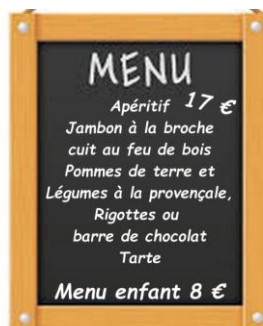 MENU
Apéritif 17 €
Jambon à la broche
cuit au feu de bois
Pommes de terre et
Légumes à la provençale,
Rigottes ou
barre de chocolat
Tarte
Menu enfant 8 €